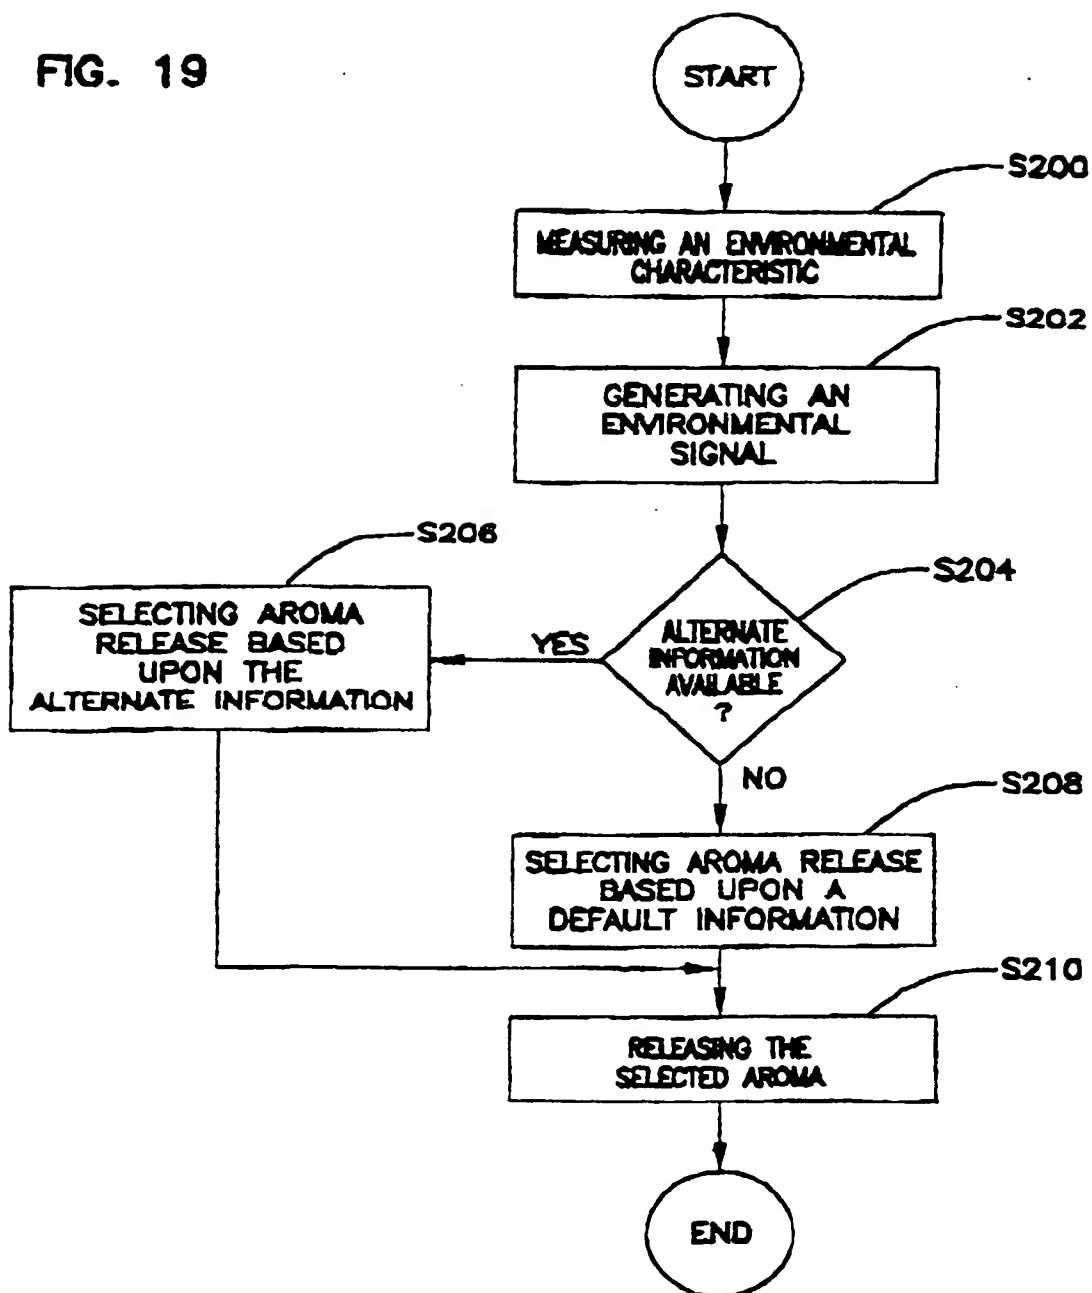 FIG. 19
START
S200
MEASURING AN ENVIRONMENTAL
CHARACTERISTIC
S202
GENERATING AN
ENVIRONMENTAL
SIGNAL
S204
ALTERNATE
INFORMATION
AVAILABLE
?
YES
S206
SELECTING AROMA
RELEASE BASED
UPON THE
ALTERNATE INFORMATION
NO
S208
SELECTING AROMA RELEASE
BASED UPON A
DEFAULT INFORMATION
S210
RELEASING THE
SELECTED AROMA
END